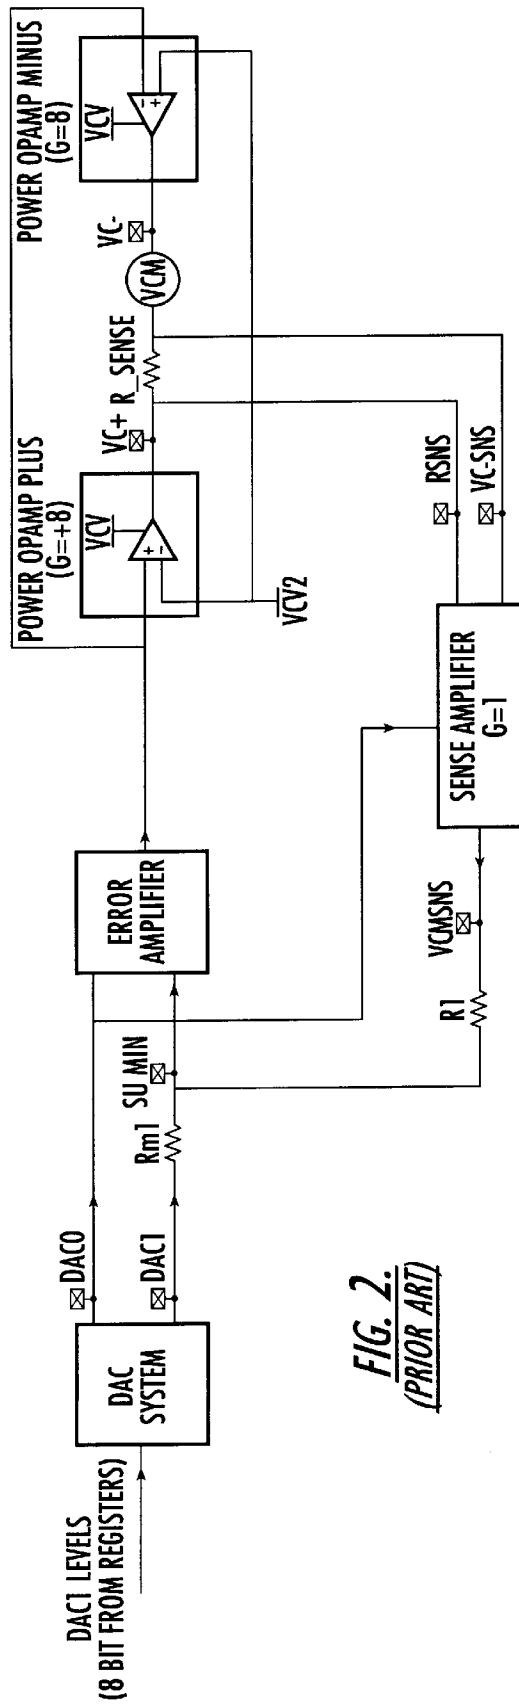 DAC1 LEVELS
(8 BIT FROM REGISTERS)
DAC
SYSTEM
DAC0
DAC1
Rm1
SU MIN
ERROR
AMPLIFIER
POWER OPAMP PLUS
(G=+8)
VCV
+
−
VCV2
VC+
R_SENSE
VCM
VC-
POWER OPAMP MINUS
(G=8)
VCV
−
+
R1
VCMSNS
SENSE AMPLIFIER
G=1
RSNS
VC-SNS
FIG. 2.
(PRIOR ART)